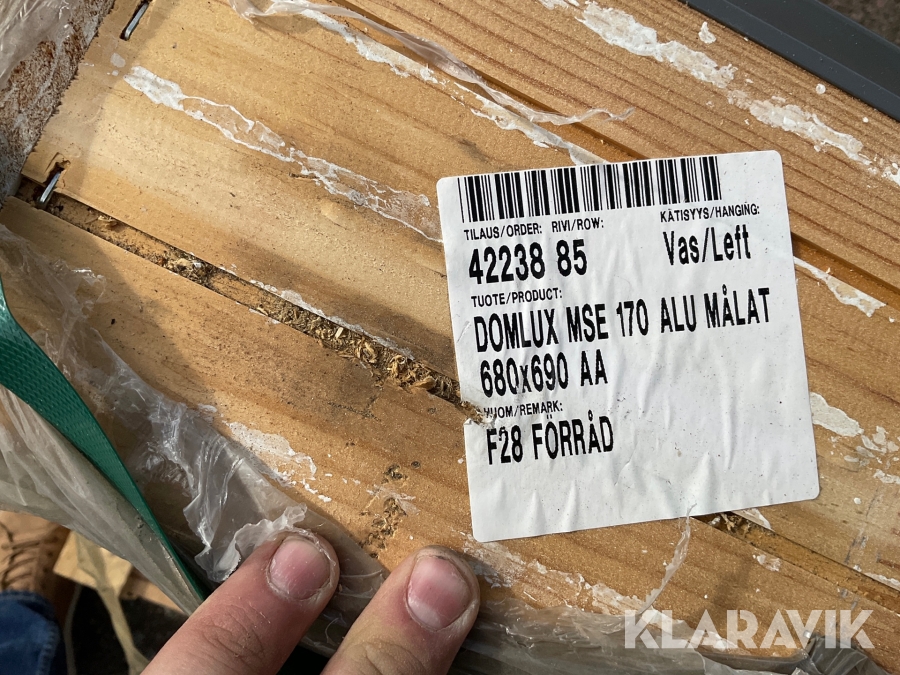 TILAUS/ORDER: RIVI/ROW: KÄTISYYS/HANGING:
42238 85 Vas/Left
TUOTE/PRODUCT:
DOMLUX MSE 170 ALU MÅLAT
680x690 AA
HUOM/REMARK:
F28 FÖRRÅD
KLARAVIK